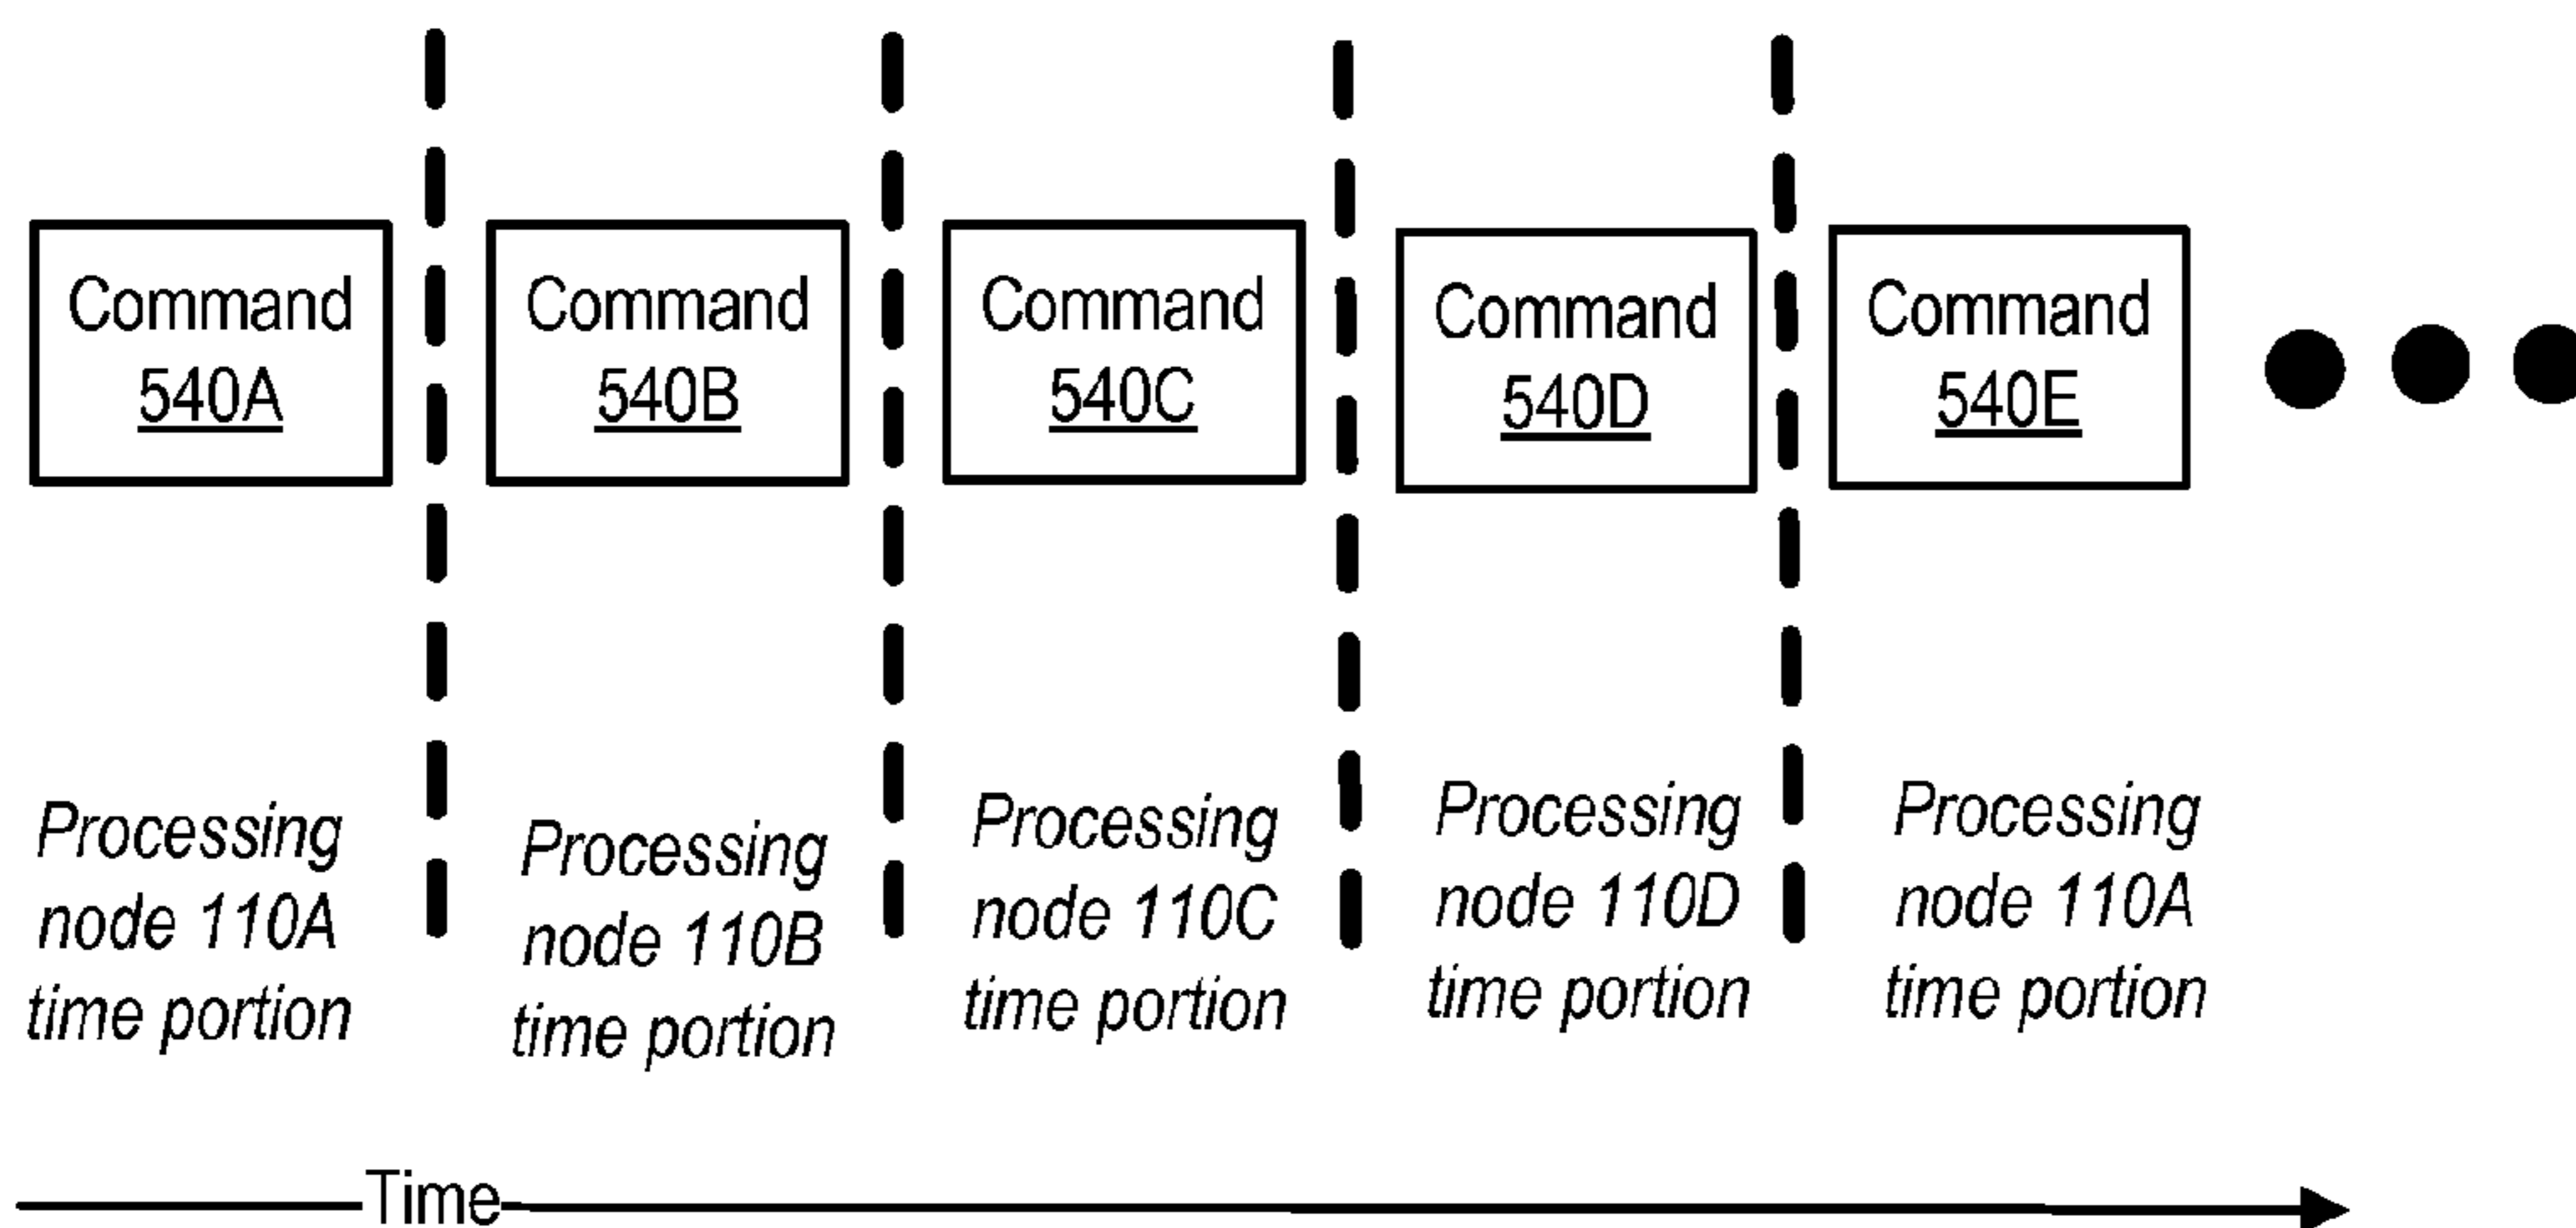 Command
540A
Command
540B
Command
540C
Command
540D
Command
540E
Processing
node 110A
time portion
Processing
node 110B
time portion
Processing
node 110C
time portion
Processing
node 110D
time portion
Processing
node 110A
time portion
Time